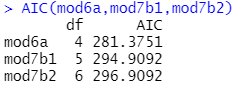 > AIC(mod6a,mod7b1,mod7b2)
df AIC
mod6a 4 281.3751
mod7b1 5 294.9092
mod7b2 6 296.9092